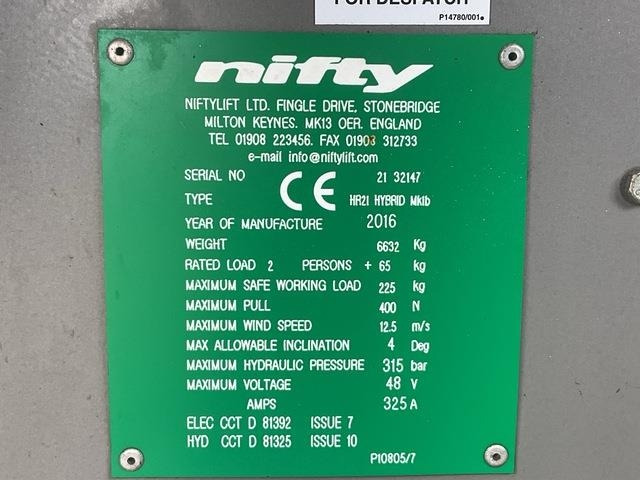 FOR DESPATCH
P14780/001
nifty
NIFTYLIFT LTD. FINGLE DRIVE, STONEBRIDGE
MILTON KEYNES. MK13 OER. ENGLAND
TEL 01908 223456. FAX 01903 312733
e-mail info@niftylift.com
SERIAL NO CE 21 32147
TYPE HR21 HYBRID Mk1b
YEAR OF MANUFACTURE 2016
WEIGHT 6632 Kg
RATED LOAD 2 PERSONS + 65 kg
MAXIMUM SAFE WORKING LOAD 225 kg
MAXIMUM PULL 400 N
MAXIMUM WIND SPEED 12.5 m/s
MAX ALLOWABLE INCLINATION 4 Deg
MAXIMUM HYDRAULIC PRESSURE 315 bar
MAXIMUM VOLTAGE 48 V
AMPS 325 A
ELEC CCT D 81392 ISSUE 7
HYD CCT D 81325 ISSUE 10
P10805/7